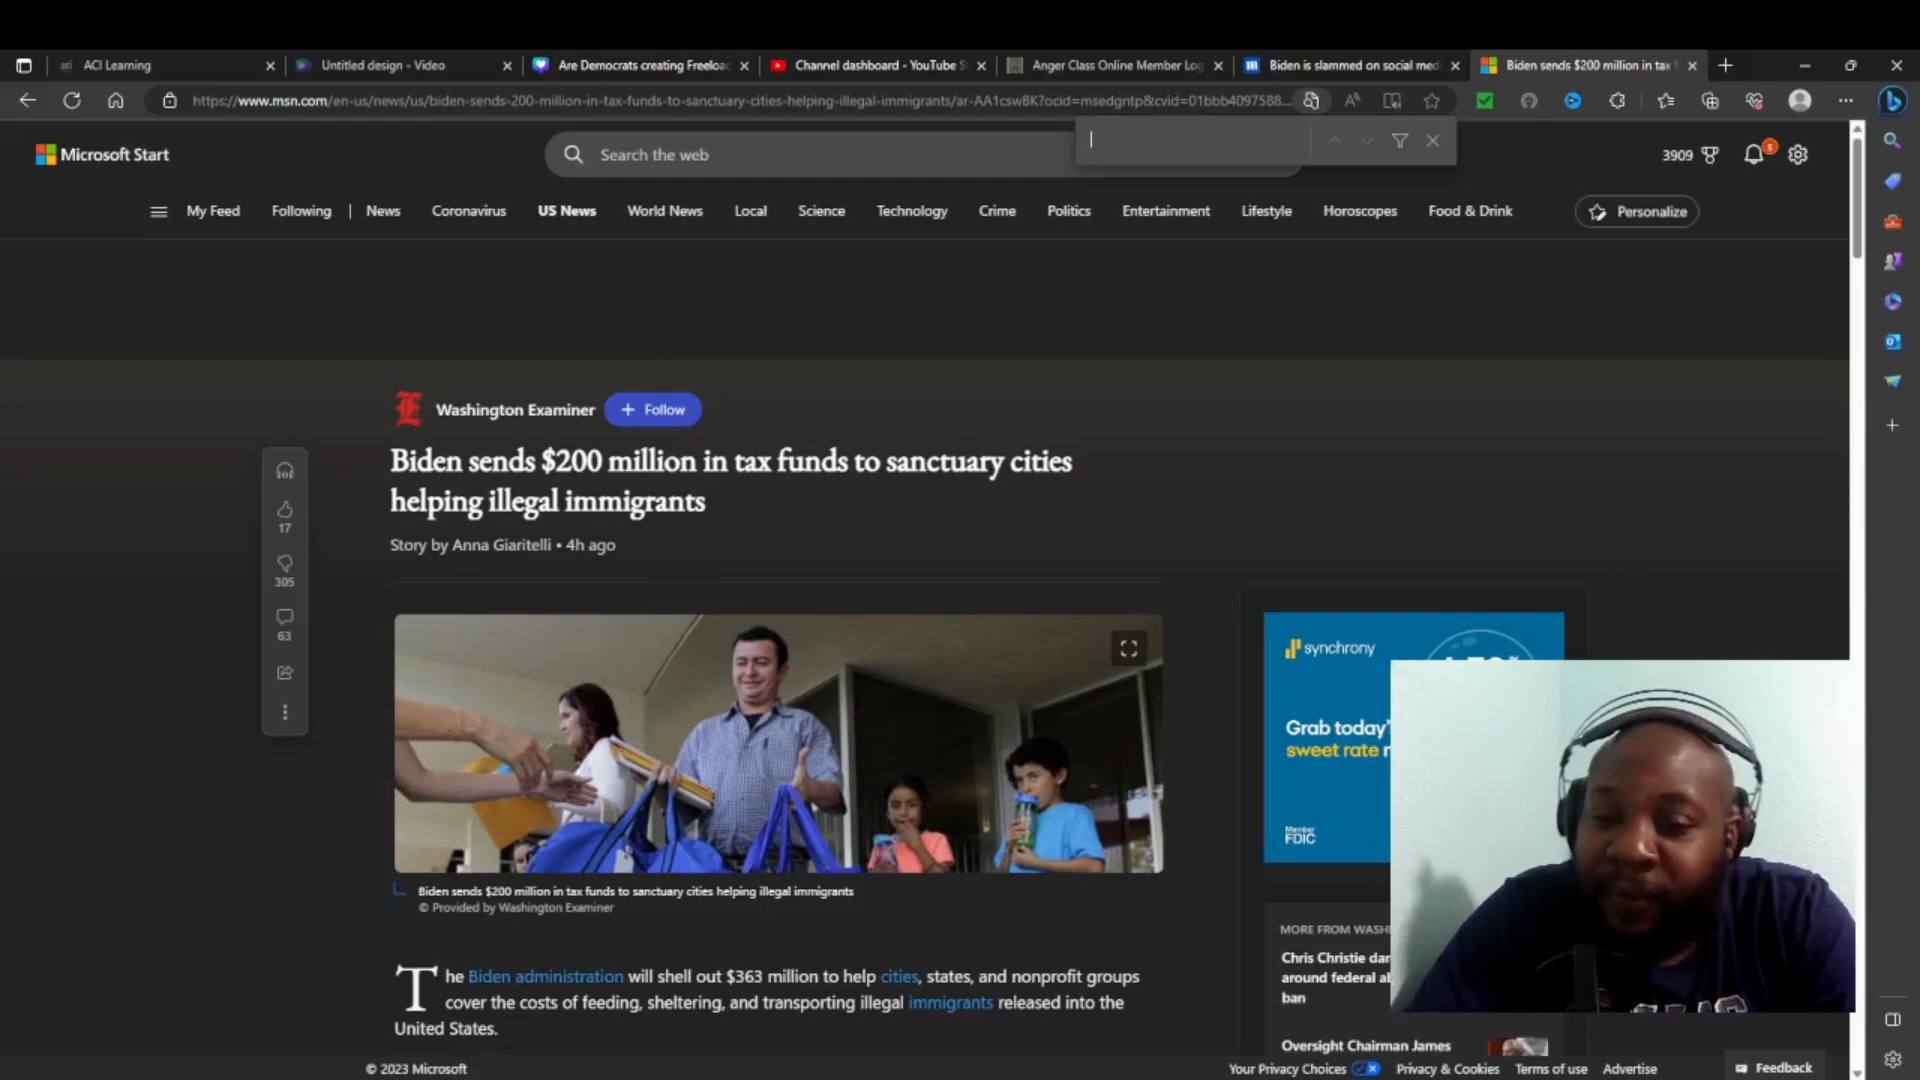 ACI Learning
Untitled design - Video
Are Democrats creating Freeloa
Channel dashboard - YouTube S
Anger Class Online Member Log
Biden is slammed on social med
Biden sends $200 million in tax f
https://www.msn.com/en-us/news/us/biden-sends-200-million-in-tax-funds-to-sanctuary-cities-helping-illegal-immigrants/ar-AA1cswBK?ocid=msedgntp&cvid=01bbb4097588...
Microsoft Start
Search the web
3909
5
My Feed
Following
News
Coronavirus
US News
World News
Local
Science
Technology
Crime
Politics
Entertainment
Lifestyle
Horoscopes
Food & Drink
Personalize
Washington Examiner
Follow
Biden sends $200 million in tax funds to sanctuary cities
helping illegal immigrants
Story by Anna Giaritelli • 4h ago
17
305
63
synchrony
Grab today's
sweet rate
Member
FDIC
Biden sends $200 million in tax funds to sanctuary cities helping illegal immigrants
© Provided by Washington Examiner
The Biden administration will shell out $363 million to help cities, states, and nonprofit groups
cover the costs of feeding, sheltering, and transporting illegal immigrants released into the
United States.
MORE FROM WASHI
Chris Christie dan
around federal ab
ban
Oversight Chairman James
© 2023 Microsoft
Your Privacy Choices
Privacy & Cookies
Terms of use
Advertise
Feedback